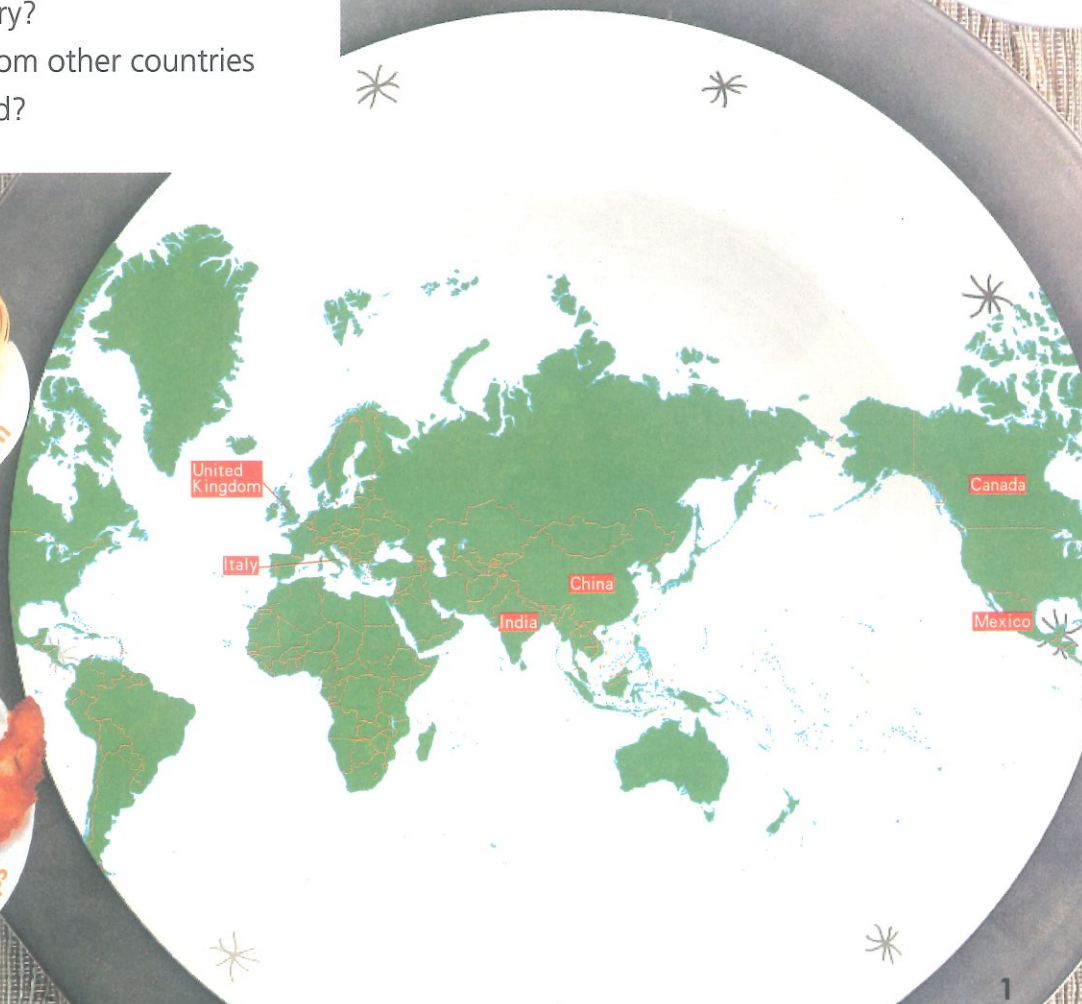 ry?
om other countries
d?
United
Kingdom
Italy
China
India
Canada
Mexico
1